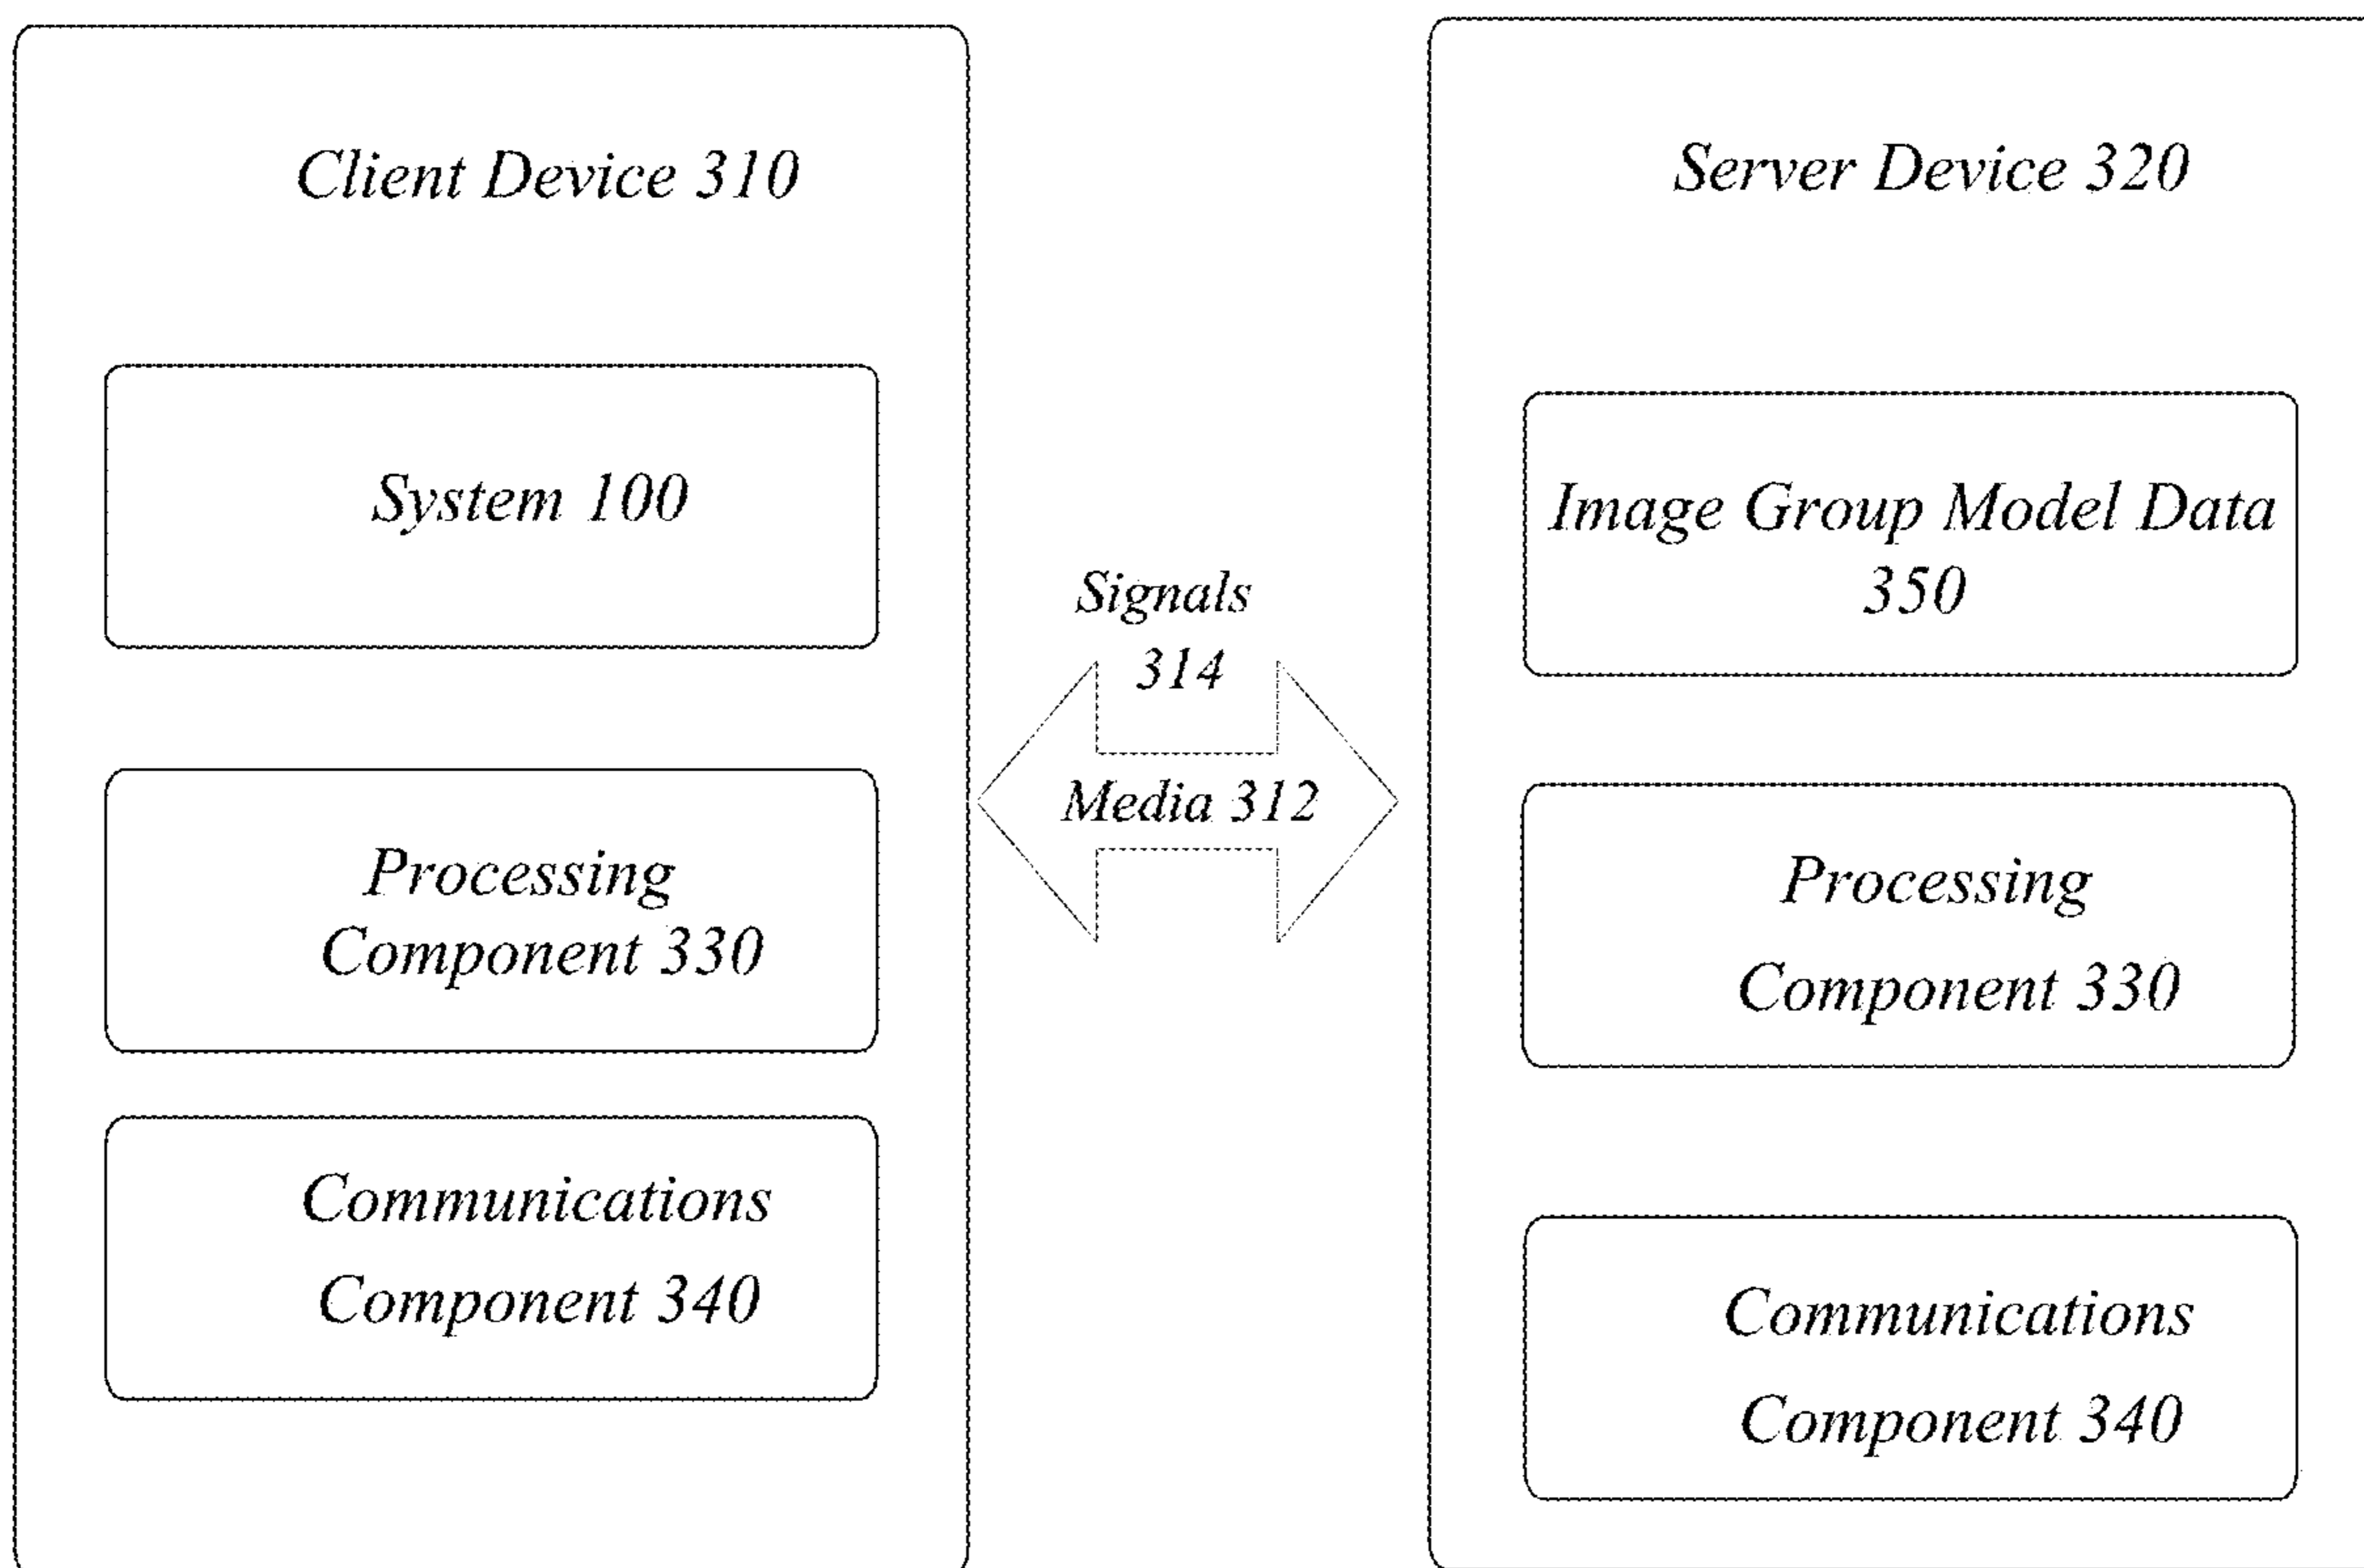 Client Device 310
System 100
Processing
Component 330
Communications
Component 340
Signals
314
Media 312
Server Device 320
Image Group Model Data
350
Processing
Component 330
Communications
Component 340